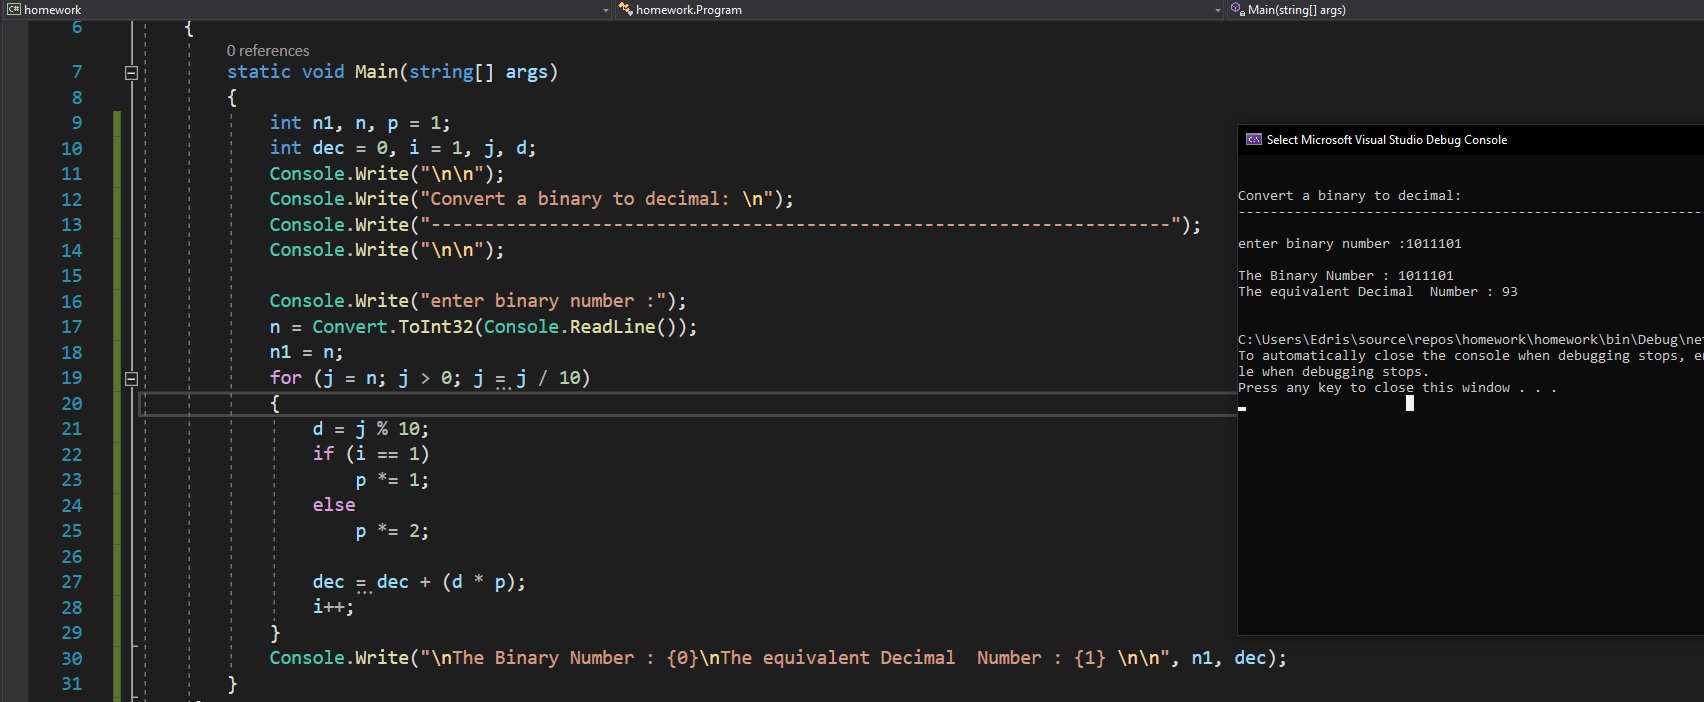 C# homework
homework.Program
Main(string[] args)
6 {
0 references
7 static void Main(string[] args)
8 {
9 int n1, n, p = 1;
10 int dec = 0, i = 1, j, d;
11 Console.Write("\n\n");
12 Console.Write("Convert a binary to decimal: \n");
13 Console.Write("---------------------------------------------------------------------");
14 Console.Write("\n\n");
15
16 Console.Write("enter binary number :");
17 n = Convert.ToInt32(Console.ReadLine());
18 n1 = n;
19 for (j = n; j > 0; j = j / 10)
20 {
21 d = j % 10;
22 if (i == 1)
23 p *= 1;
24 else
25 p *= 2;
26
27 dec = dec + (d * p);
28 i++;
29 }
30 Console.Write("\nThe Binary Number : {0}\nThe equivalent Decimal  Number : {1} \n\n", n1, dec);
31 }
Select Microsoft Visual Studio Debug Console
Convert a binary to decimal:
----------------------------------------------------------
enter binary number :1011101
The Binary Number : 1011101
The equivalent Decimal  Number : 93
C:\Users\Edris\source\repos\homework\homework\bin\Debug\ne
To automatically close the console when debugging stops, e
le when debugging stops.
Press any key to close this window . . .